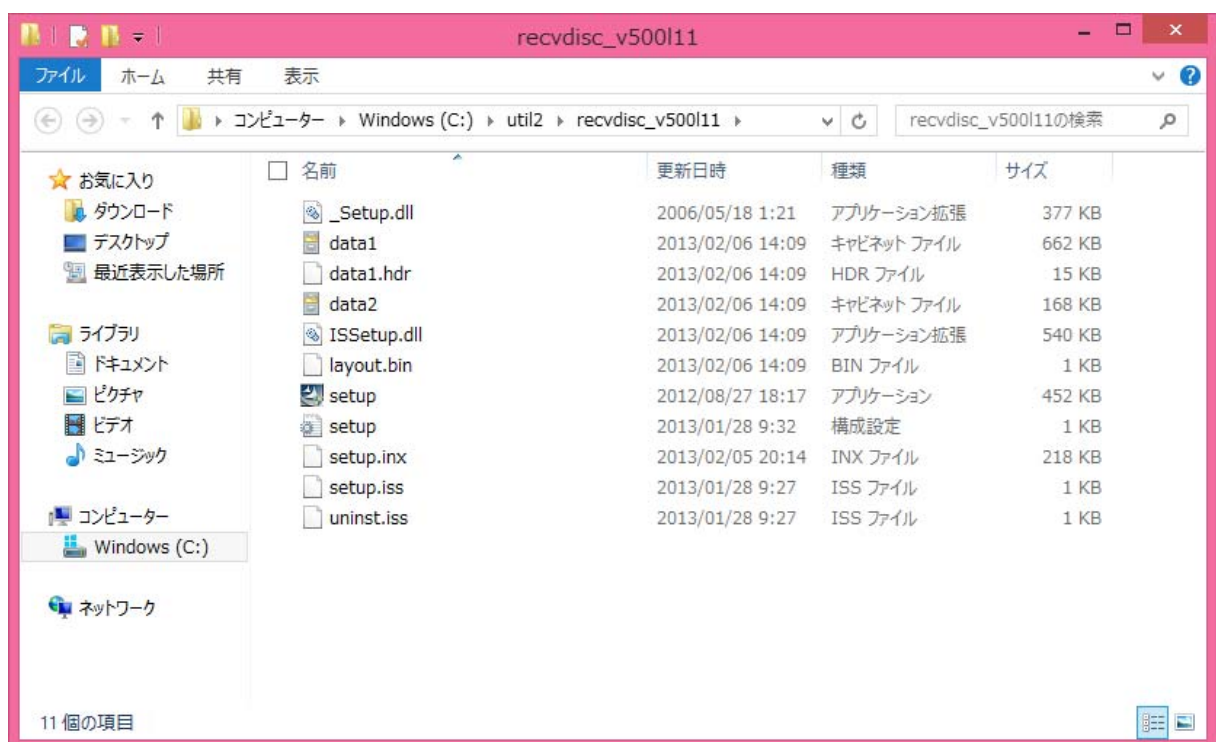 recvdisc_v500l11
ファイル ホーム 共有 表示
コンピューター Windows (C:) util2 recvdisc_v500l11 recvdisc_v500l11の検索
お気に入り
ダウンロード
デスクトップ
最近表示した場所
ライブラリ
ドキュメント
ピクチャ
ビデオ
ミュージック
コンピューター
Windows (C:)
ネットワーク
名前 更新日時 種類 サイズ
_Setup.dll 2006/05/18 1:21 アプリケーション拡張 377 KB
data1 2013/02/06 14:09 キャビネット ファイル 662 KB
data1.hdr 2013/02/06 14:09 HDR ファイル 15 KB
data2 2013/02/06 14:09 キャビネット ファイル 168 KB
ISSetup.dll 2013/02/06 14:09 アプリケーション拡張 540 KB
layout.bin 2013/02/06 14:09 BIN ファイル 1 KB
setup 2012/08/27 18:17 アプリケーション 452 KB
setup 2013/01/28 9:32 構成設定 1 KB
setup.inx 2013/02/05 20:14 INX ファイル 218 KB
setup.iss 2013/01/28 9:27 ISS ファイル 1 KB
uninst.iss 2013/01/28 9:27 ISS ファイル 1 KB
11 個の項目